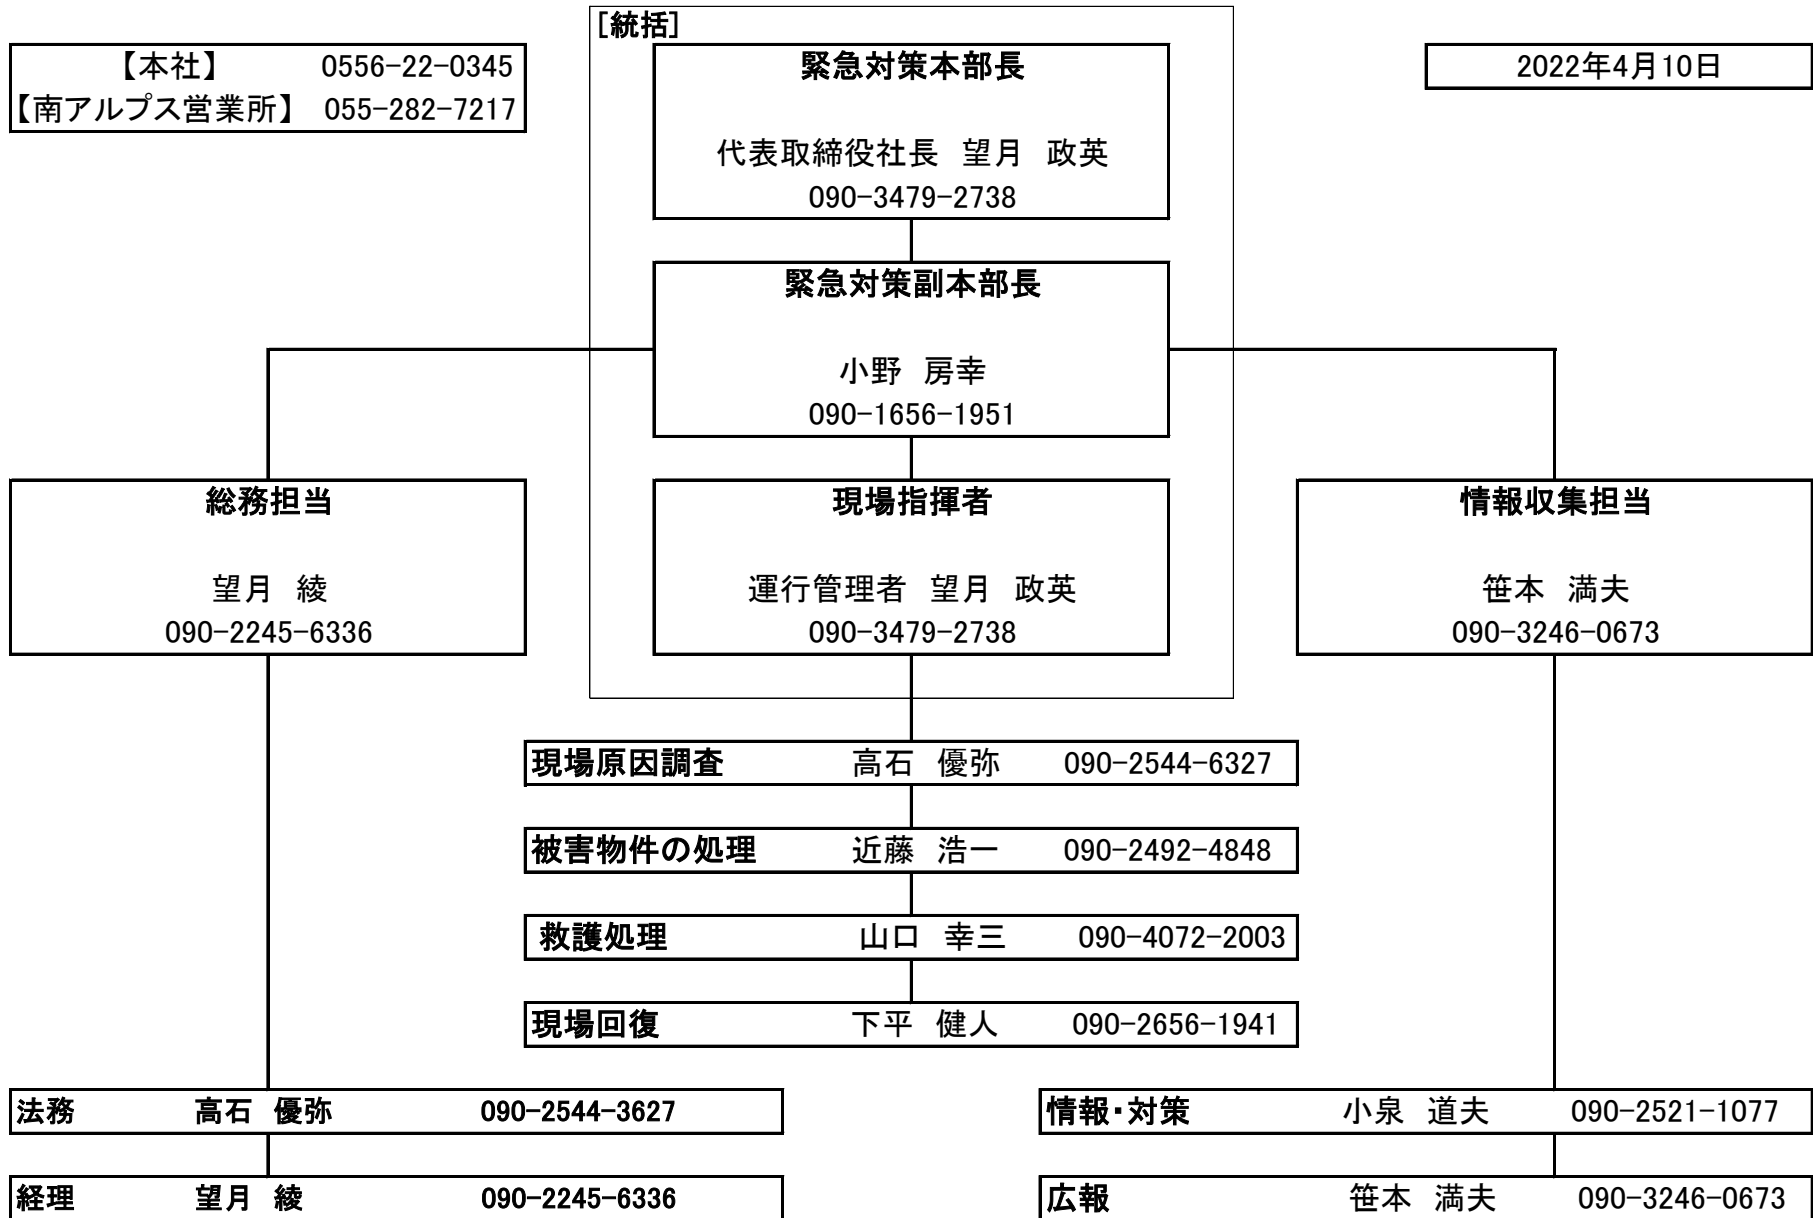 [統括]
【本社】 0556-22-0345
【南アルプス営業所】 055-282-7217
2022年4月10日
緊急対策本部長
代表取締役社長 望月 政英
090-3479-2738
緊急対策副本部長
小野 房幸
090-1656-1951
総務担当
望月 綾
090-2245-6336
現場指揮者
運行管理者 望月 政英
090-3479-2738
情報収集担当
笹本 満夫
090-3246-0673
現場原因調査 高石 優弥 090-2544-6327
被害物件の処理 近藤 浩一 090-2492-4848
救護処理 山口 幸三 090-4072-2003
現場回復 下平 健人 090-2656-1941
法務 高石 優弥 090-2544-3627
経理 望月 綾 090-2245-6336
情報・対策 小泉 道夫 090-2521-1077
広報 笹本 満夫 090-3246-0673